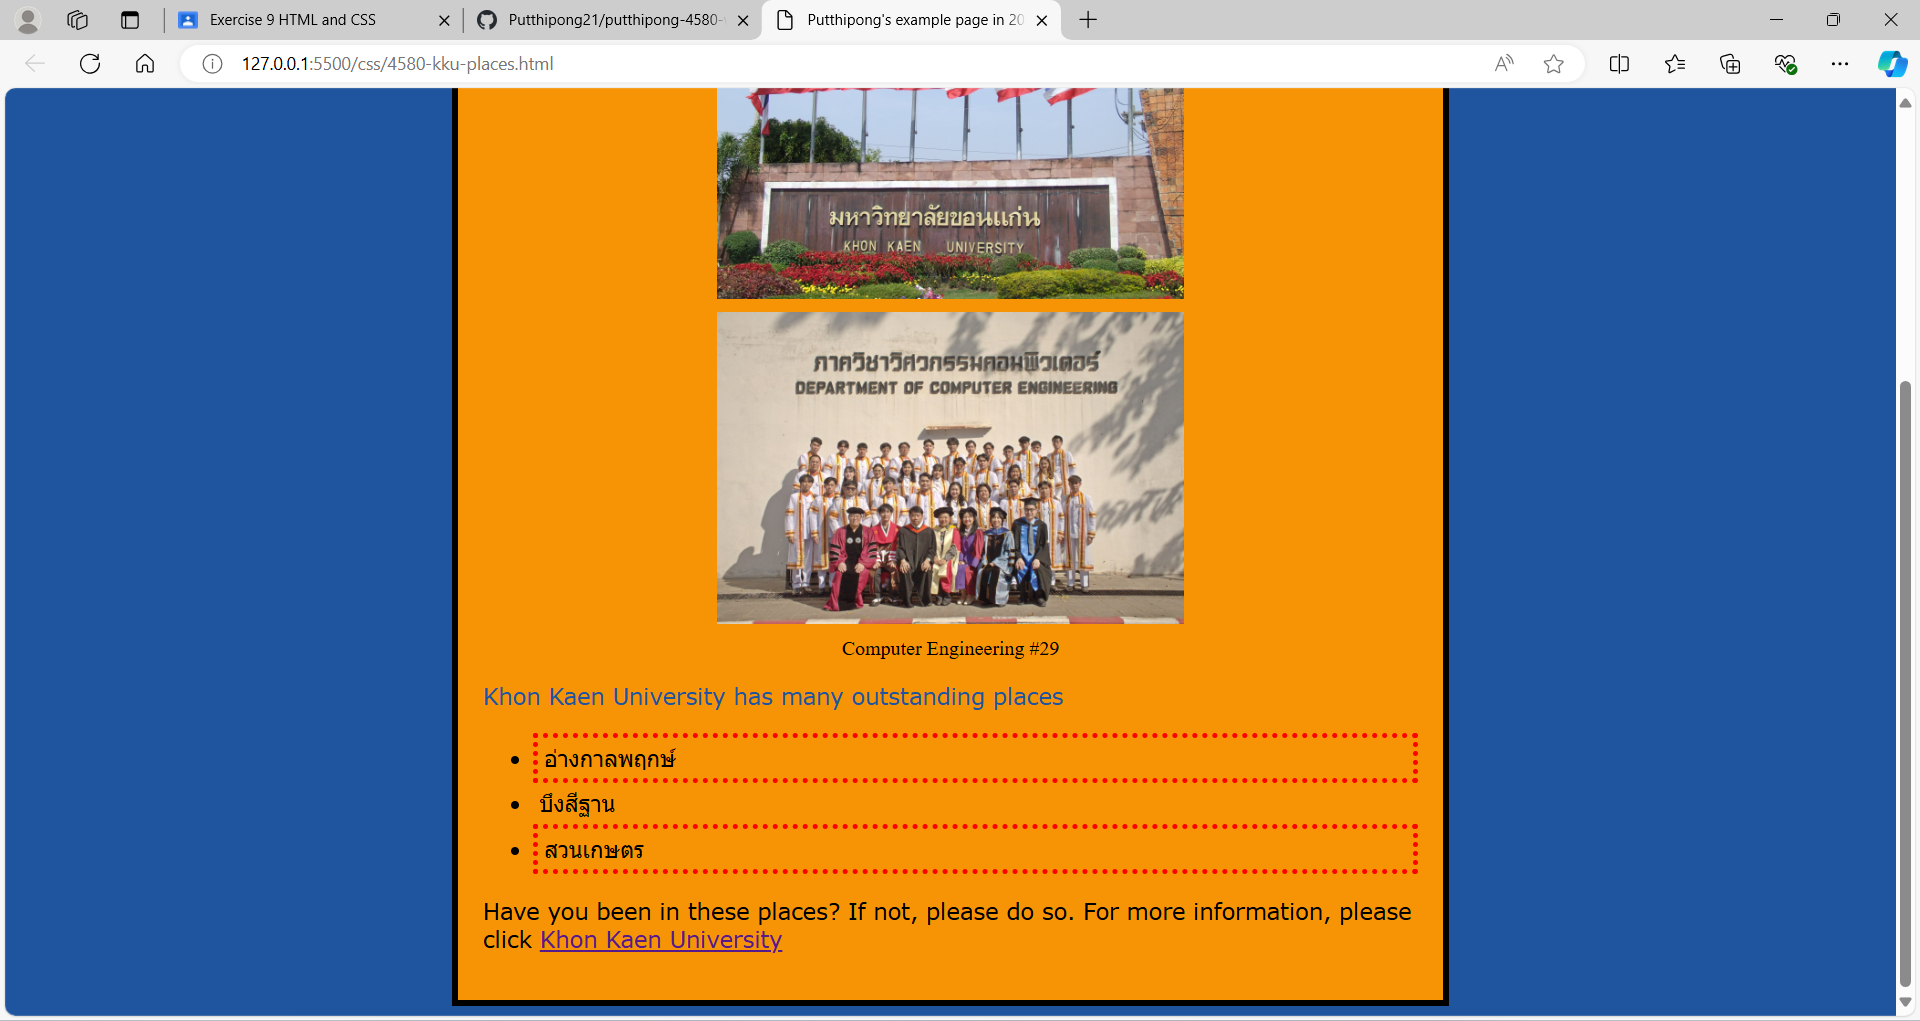 Exercise 9 HTML and CSS
Putthipong21/putthipong-4580-
Putthipong's example page in 20
127.0.0.1:5500/css/4580-kku-places.html
มหาวิทยาลัยขอนแก่น
KHON KAEN UNIVERSITY
ภาควิชาวิศวกรรมคอมพิวเตอร์
DEPARTMENT OF COMPUTER ENGINEERING
Computer Engineering #29
Khon Kaen University has many outstanding places
อ่างกาลพฤกษ์
บึงสีฐาน
สวนเกษตร
Have you been in these places? If not, please do so. For more information, please
click Khon Kaen University